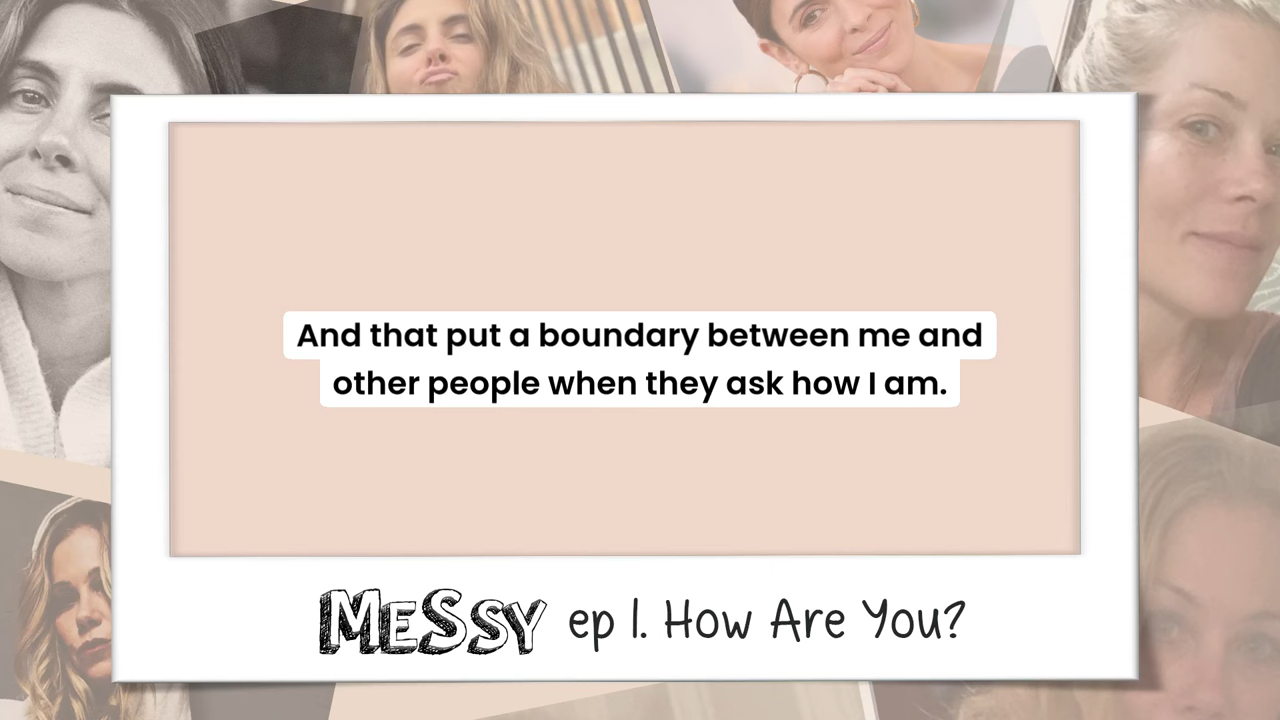 And that put a boundary between me and
other people when they ask how I am.
MESSY ep 1. How Are You?